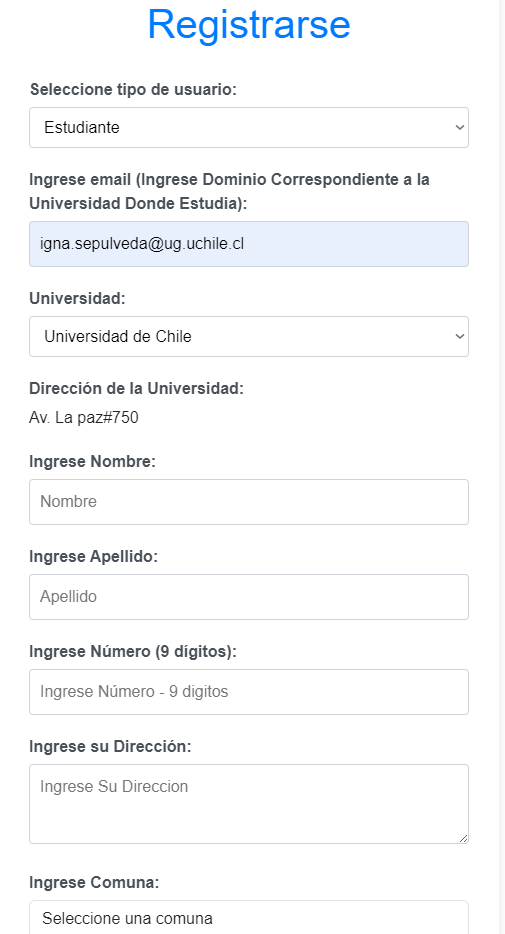 Registrarse
Seleccione tipo de usuario:
Estudiante
Ingrese email (Ingrese Dominio Correspondiente a la
Universidad Donde Estudia):
igna.sepulveda@ug.uchile.cl
Universidad:
Universidad de Chile
Dirección de la Universidad:
Av. La paz#750
Ingrese Nombre:
Nombre
Ingrese Apellido:
Apellido
Ingrese Número (9 dígitos):
Ingrese Número - 9 digitos
Ingrese su Dirección:
Ingrese Su Direccion
Ingrese Comuna:
Seleccione una comuna